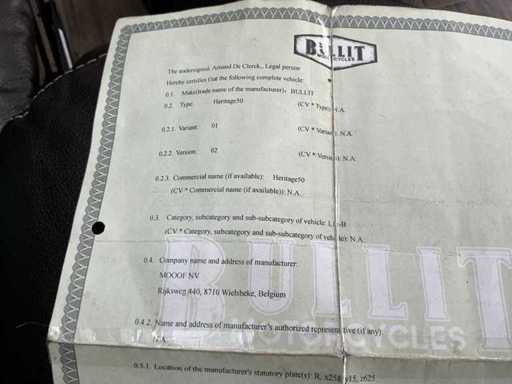 BULLIT
MOTORCYCLES
The undersigned: Arnaud De Clerck., Legal person
Hereby certifies that the following complete vehicle:
0.1. Make(trade name of the manufacturer), BULLIT
0.2. Type: Heritage50 (CV * Type): N.A.
0.2.1. Variant: 01 (CV * Variant): N.A.
0.2.2. Version: 02 (CV * Version): N.A.
0.2.3. Commercial name (if available): Heritage50
(CV * Commercial name (if available)): N.A.
0.3. Category, subcategory and sub-subcategory of vehicle: L1e-B
(CV * Category, subcategory and sub-subcategory of vehicle): N.A.
0.4. Company name and address of manufacturer:
MOOOF NV
Rijksweg 440, 8710 Wielsbeke, Belgium
BULLIT
MOTORCYCLES
0.4.2. Name and address of manufacturer's authorized representative (if any):
N.A.
0.5.1. Location of the manufacturer's statutory plate(s): R, x258, y15, z625